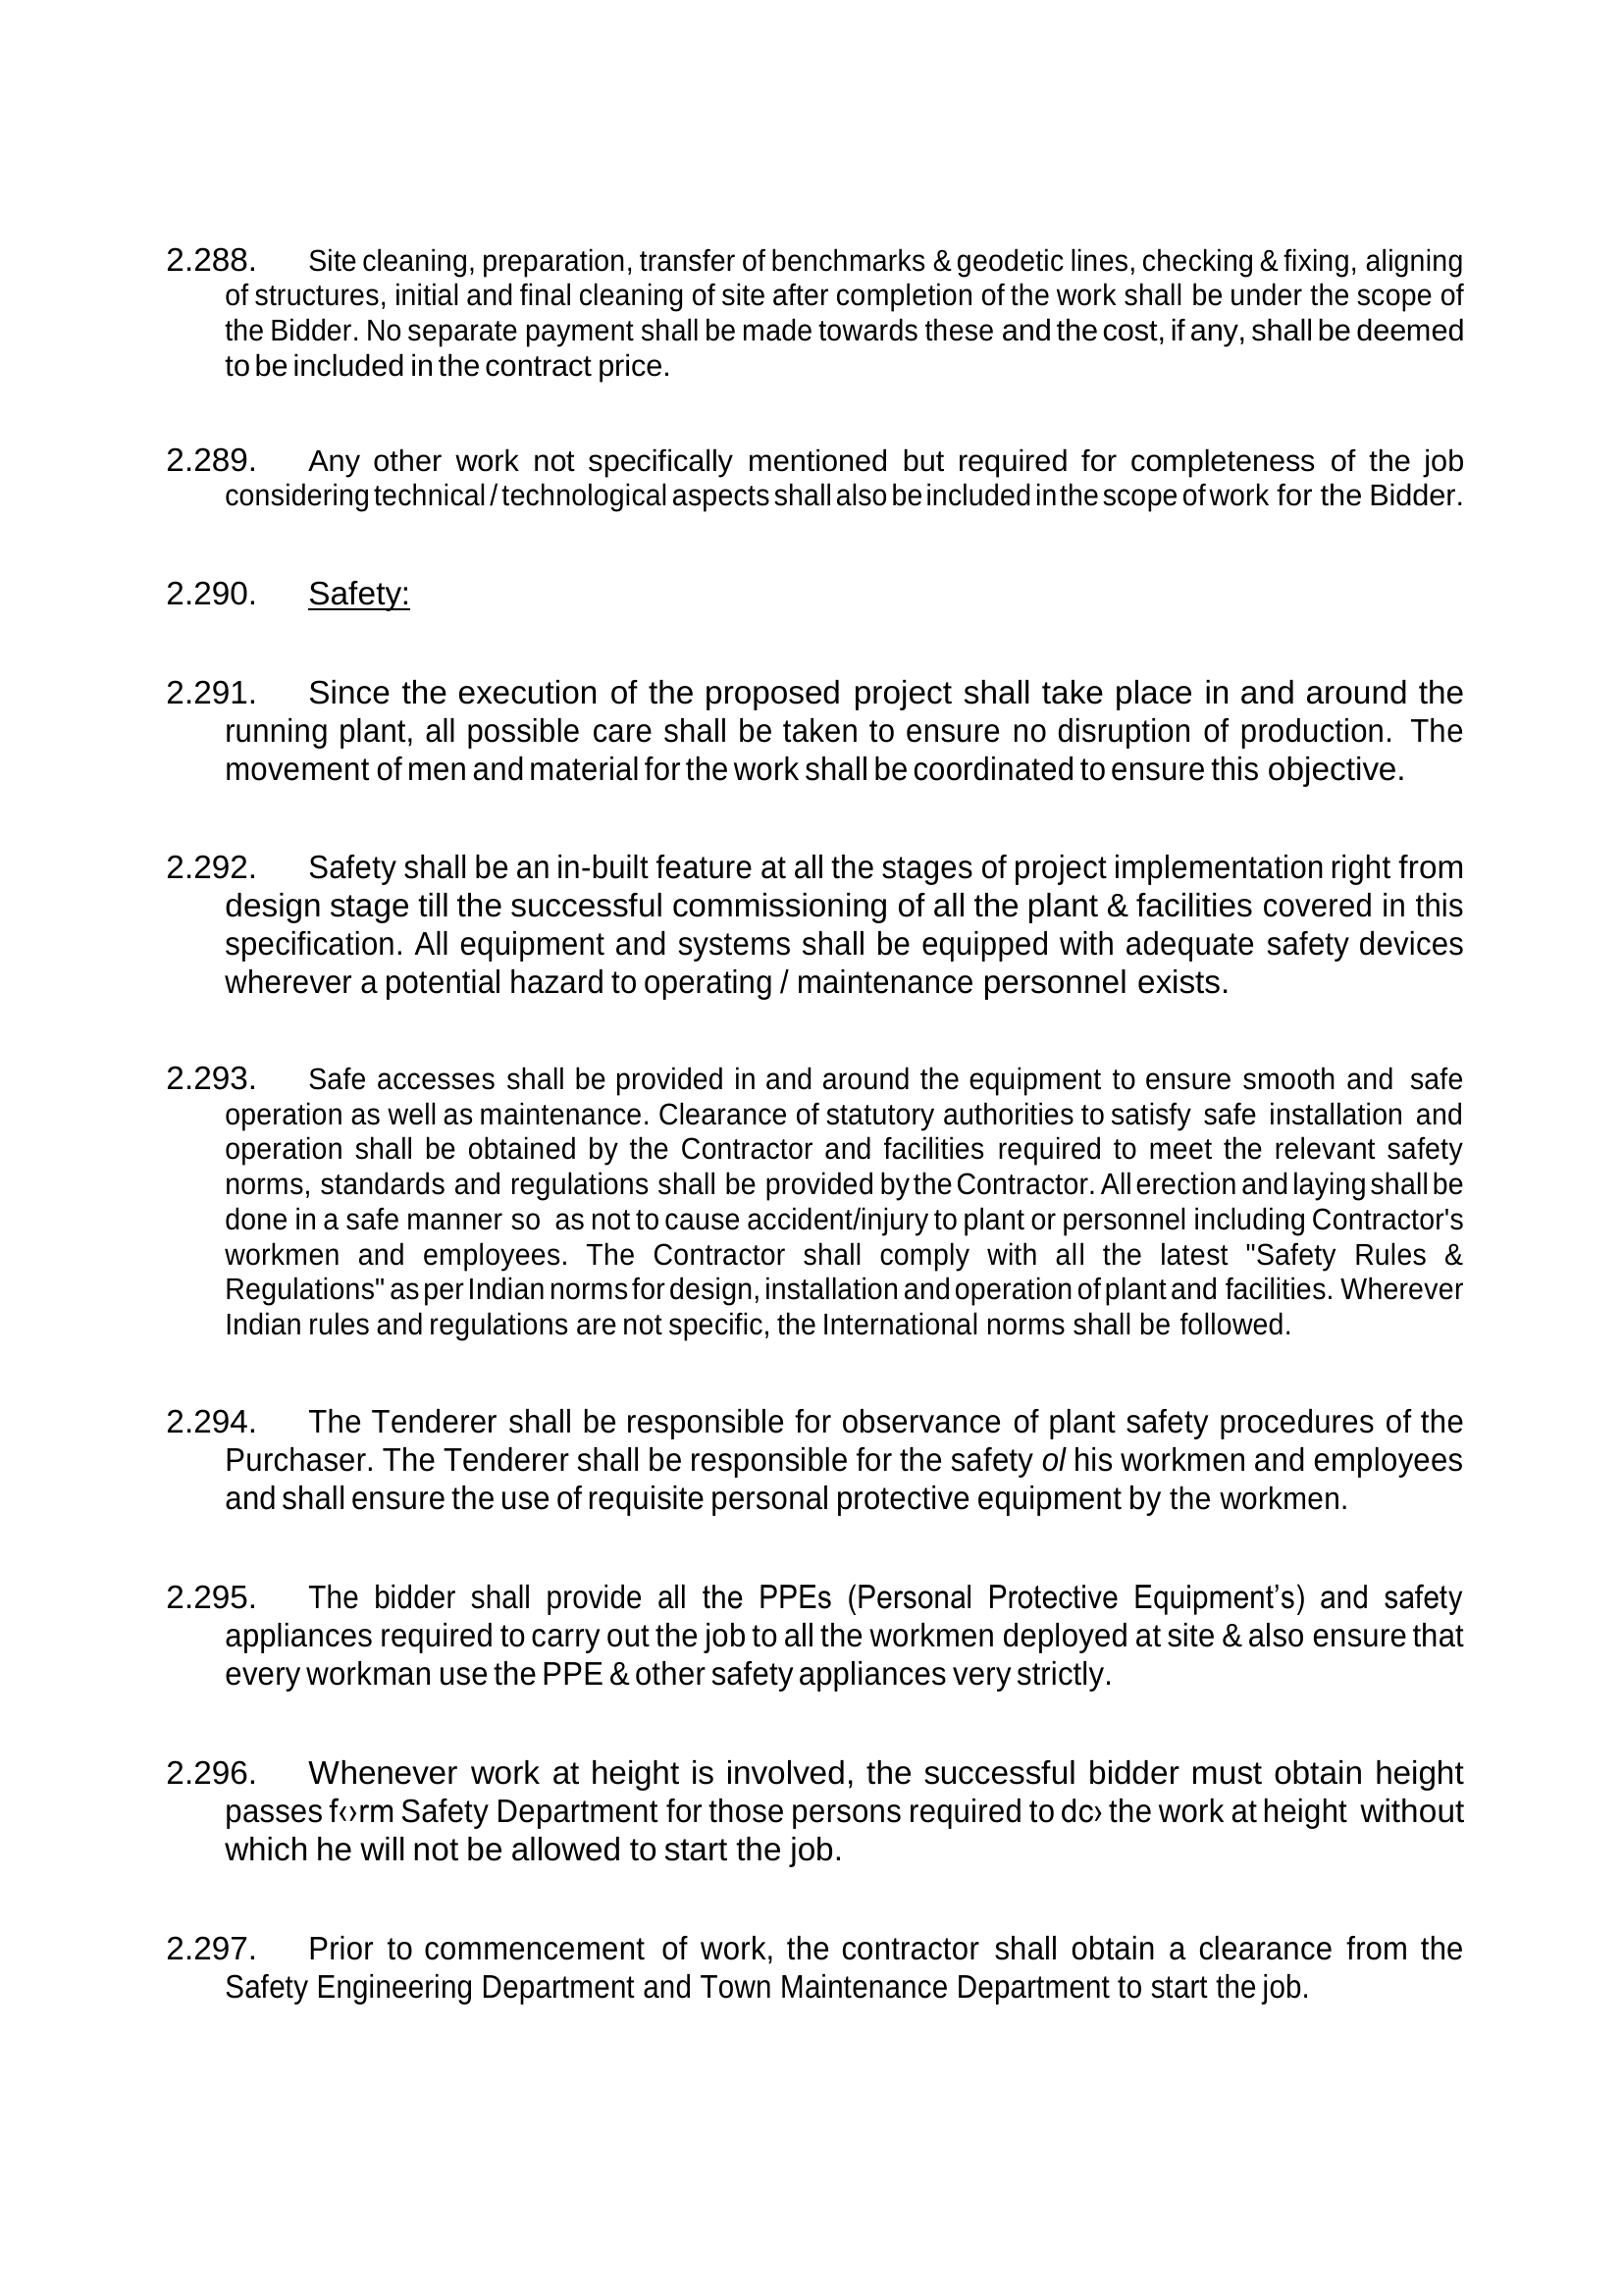 2.288. Site cleaning, preparation, transfer of benchmarks & geodetic lines, checking & fixing, aligning
of structures, initial and final cleaning of site after completion of the work shall be under the scope of
the Bidder. No separate payment shall be made towards these and the cost, if any, shall be deemed
to be included in the contract price.
2.289. Any other work not specifically mentioned but required for completeness of the job
considering technical / technological aspects shall also be included in the scope of work for the Bidder.
2.290. Safety:
2.291. Since the execution of the proposed project shall take place in and around the
running plant, all possible care shall be taken to ensure no disruption of production. The
movement of men and material for the work shall be coordinated to ensure this objective.
2.292. Safety shall be an in-built feature at all the stages of project implementation right from
design stage till the successful commissioning of all the plant & facilities covered in this
specification. All equipment and systems shall be equipped with adequate safety devices
wherever a potential hazard to operating / maintenance personnel exists.
2.293. Safe accesses shall be provided in and around the equipment to ensure smooth and safe
operation as well as maintenance. Clearance of statutory authorities to satisfy safe installation and
operation shall be obtained by the Contractor and facilities required to meet the relevant safety
norms, standards and regulations shall be provided by the Contractor. All erection and laying shall be
done in a safe manner so as not to cause accident/injury to plant or personnel including Contractor's
workmen and employees. The Contractor shall comply with all the latest "Safety Rules &
Regulations" as per Indian norms for design, installation and operation of plant and facilities. Wherever
Indian rules and regulations are not specific, the International norms shall be followed.
2.294. The Tenderer shall be responsible for observance of plant safety procedures of the
Purchaser. The Tenderer shall be responsible for the safety ol his workmen and employees
and shall ensure the use of requisite personal protective equipment by the workmen.
2.295. The bidder shall provide all the PPEs (Personal Protective Equipment’s) and safety
appliances required to carry out the job to all the workmen deployed at site & also ensure that
every workman use the PPE & other safety appliances very strictly.
2.296. Whenever work at height is involved, the successful bidder must obtain height
passes f‹›rm Safety Department for those persons required to dc› the work at height without
which he will not be allowed to start the job.
2.297. Prior to commencement of work, the contractor shall obtain a clearance from the
Safety Engineering Department and Town Maintenance Department to start the job.